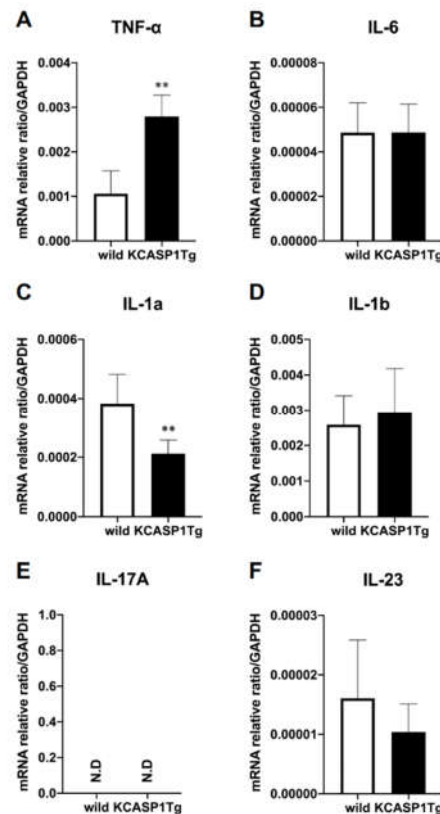 A
TNF-α
mRNA relative ratio/GAPDH
0.004
0.003
**
0.002
0.001
0.000
wild KCASP1Tg
B
IL-6
mRNA relative ratio/GAPDH
0.00008
0.00006
0.00004
0.00002
0.00000
wild KCASP1Tg
C
IL-1a
mRNA relative ratio/GAPDH
0.0006
0.0004
**
0.0002
0.0000
wild KCASP1Tg
D
IL-1b
mRNA relative ratio/GAPDH
0.005
0.004
0.003
0.002
0.001
0.000
wild KCASP1Tg
E
IL-17A
mRNA relative ratio/GAPDH
1.0
0.8
0.6
0.4
0.2
0.0
N.D
N.D
wild KCASP1Tg
F
IL-23
mRNA relative ratio/GAPDH
0.00003
0.00002
0.00001
0.00000
wild KCASP1Tg